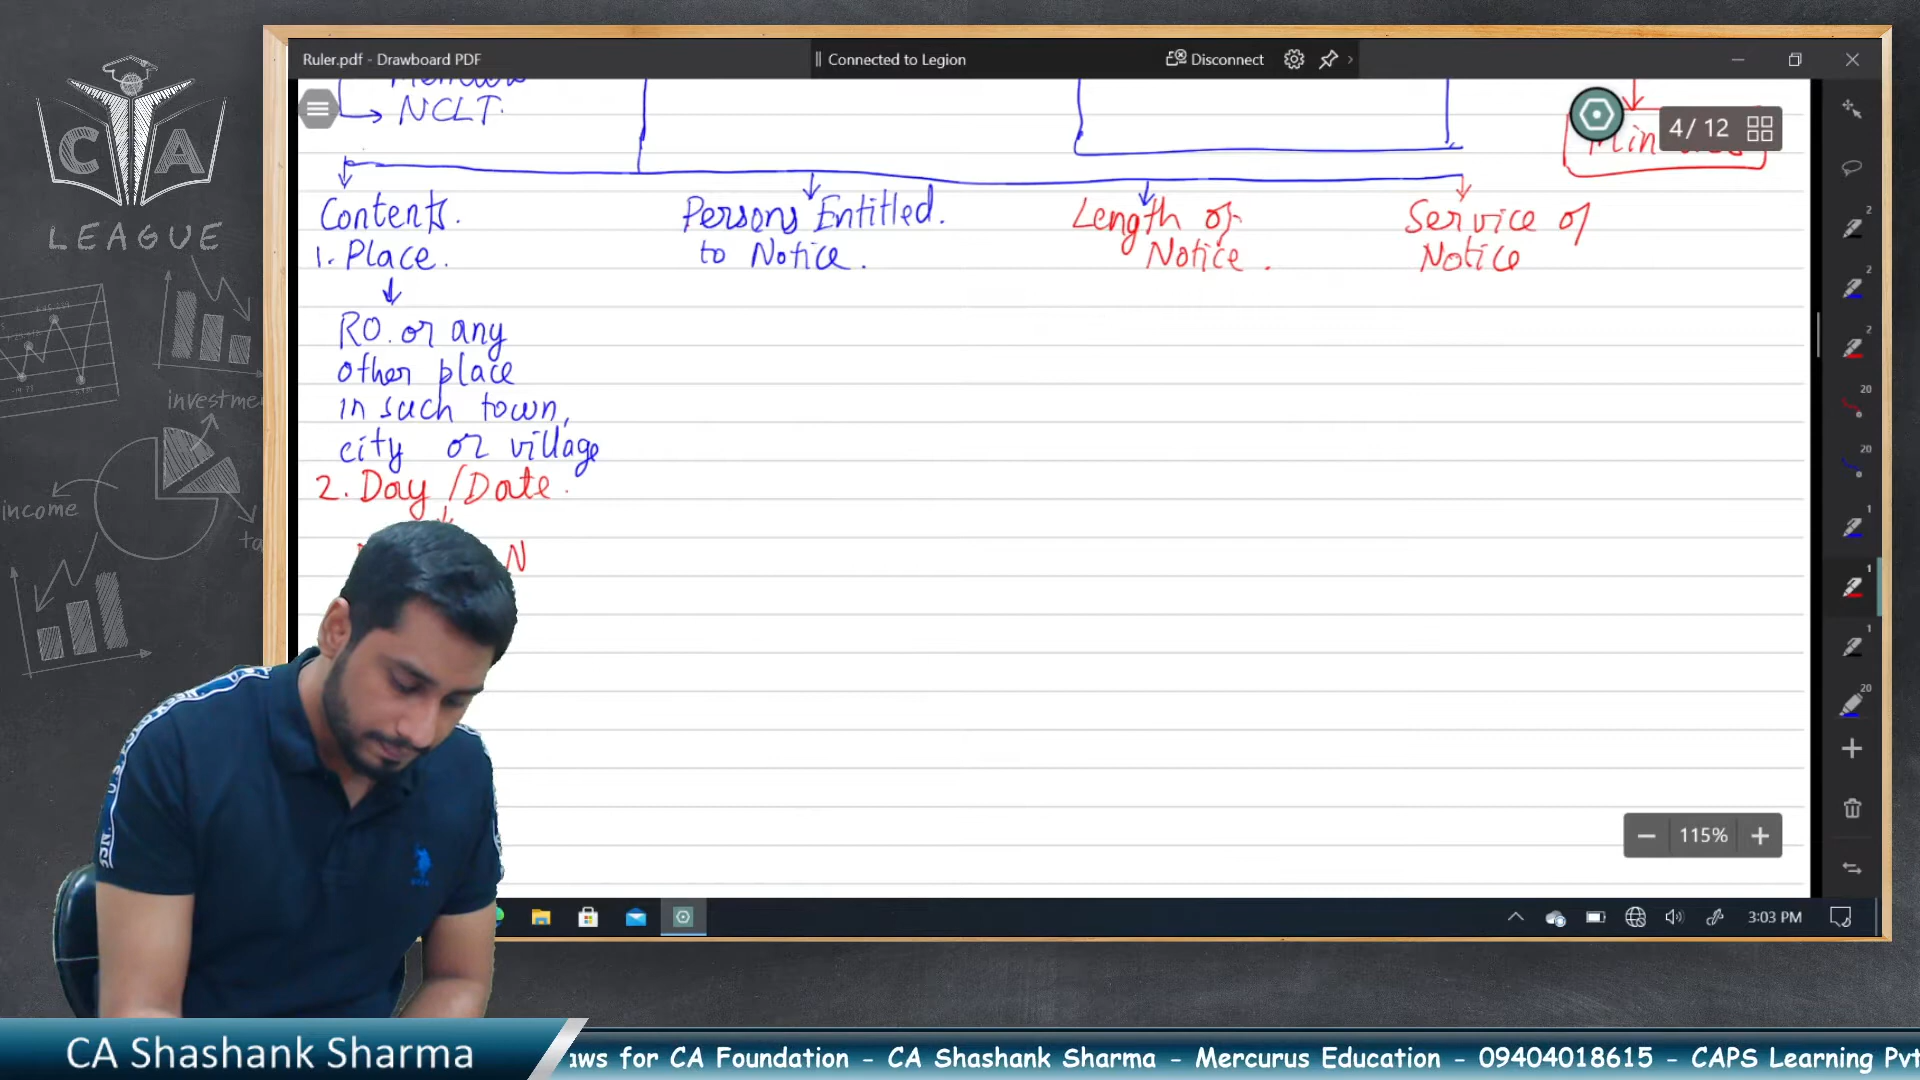 Ruler.pdf - Drawboard PDF
Connected to Legion
Disconnect
NCLT.
4 / 12
Contents.
1. Place.
Persons Entitled.
to Notice.
Length of
Notice.
Service of
Notice
RO. or any
other place
in such town,
city or village
2. Day / Date.
N
115%
3:03 PM
CA
LEAGUE
investme
income
ta
CA Shashank Sharma
aws for CA Foundation - CA Shashank Sharma - Mercurus Education - 09404018615 - CAPS Learning Pvt